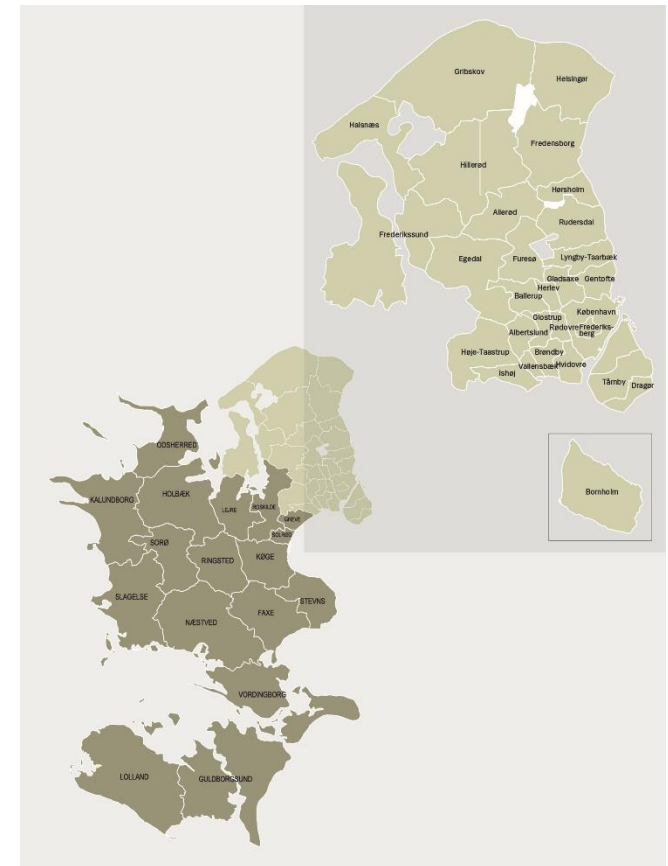 Gribskov
Helsingør
Halsnæs
Fredensborg
Hillerød
Hørsholm
Allerød
Rudersdal
Frederikssund
Egedal
Furesø
Lyngby-Taarbæk
Gladsaxe
Gentofte
Herlev
Ballerup
København
Glostrup
Rødovre
Frederiks-
berg
Albertslund
Høje-Taastrup
Brøndby
Hvidovre
Vallensbæk
Ishøj
Tårnby
Dragør
Bornholm
ODSHERRED
KALUNDBORG
HOLBÆK
LEJRE
ROSKILDE
GREVE
SOLRØD
SORØ
RINGSTED
KØGE
SLAGELSE
STEVNS
NÆSTVED
FAXE
VORDINGBORG
LOLLAND
GULDBORGSUND